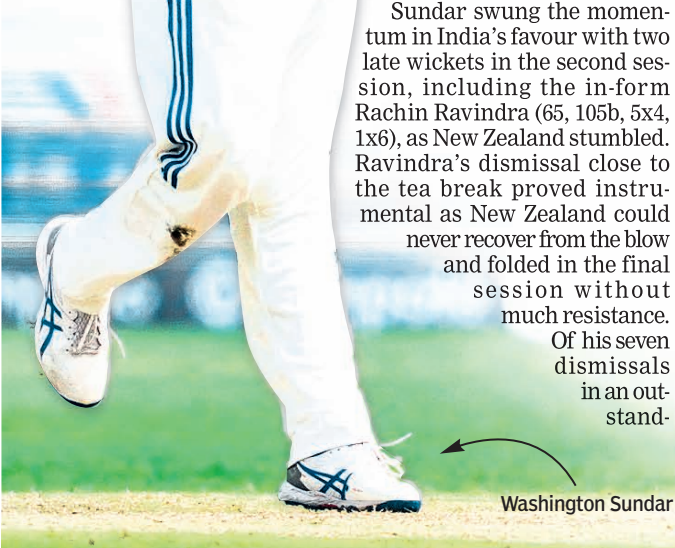 Sundar swung the momen-
tum in India's favour with two
late wickets in the second ses-
sion, including the in-form
Rachin Ravindra (65, 105b, 5x4,
1x6), as New Zealand stumbled.
Ravindra's dismissal close to
the tea break proved instru-
mental as New Zealand could
never recover from the blow
and folded in the final
session without
much resistance.
Of his seven
dismissals
in an out-
stand-
Washington Sundar